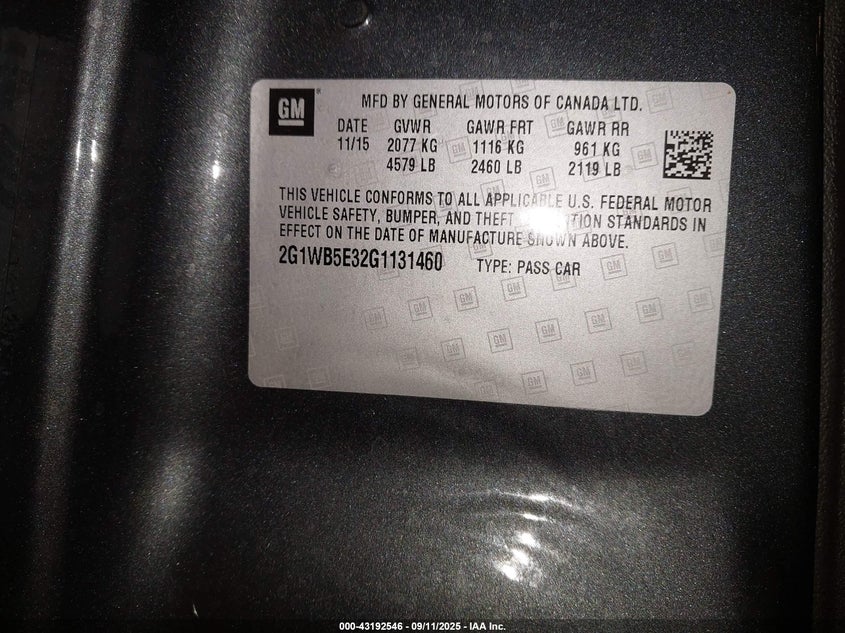 GM
MFD BY GENERAL MOTORS OF CANADA LTD.
DATE GVWR GAWR FRT GAWR RR
11/15 2077 KG 1116 KG 961 KG
4579 LB 2460 LB 2119 LB
THIS VEHICLE CONFORMS TO ALL APPLICABLE U.S. FEDERAL MOTOR
VEHICLE SAFETY, BUMPER, AND THEFT STANDARDS IN
EFFECT ON THE DATE OF MANUFACTURE SHOWN ABOVE.
2G1WB5E32G1131460 TYPE: PASS CAR
000-43192546 - 09/11/2025 - IAA Inc.